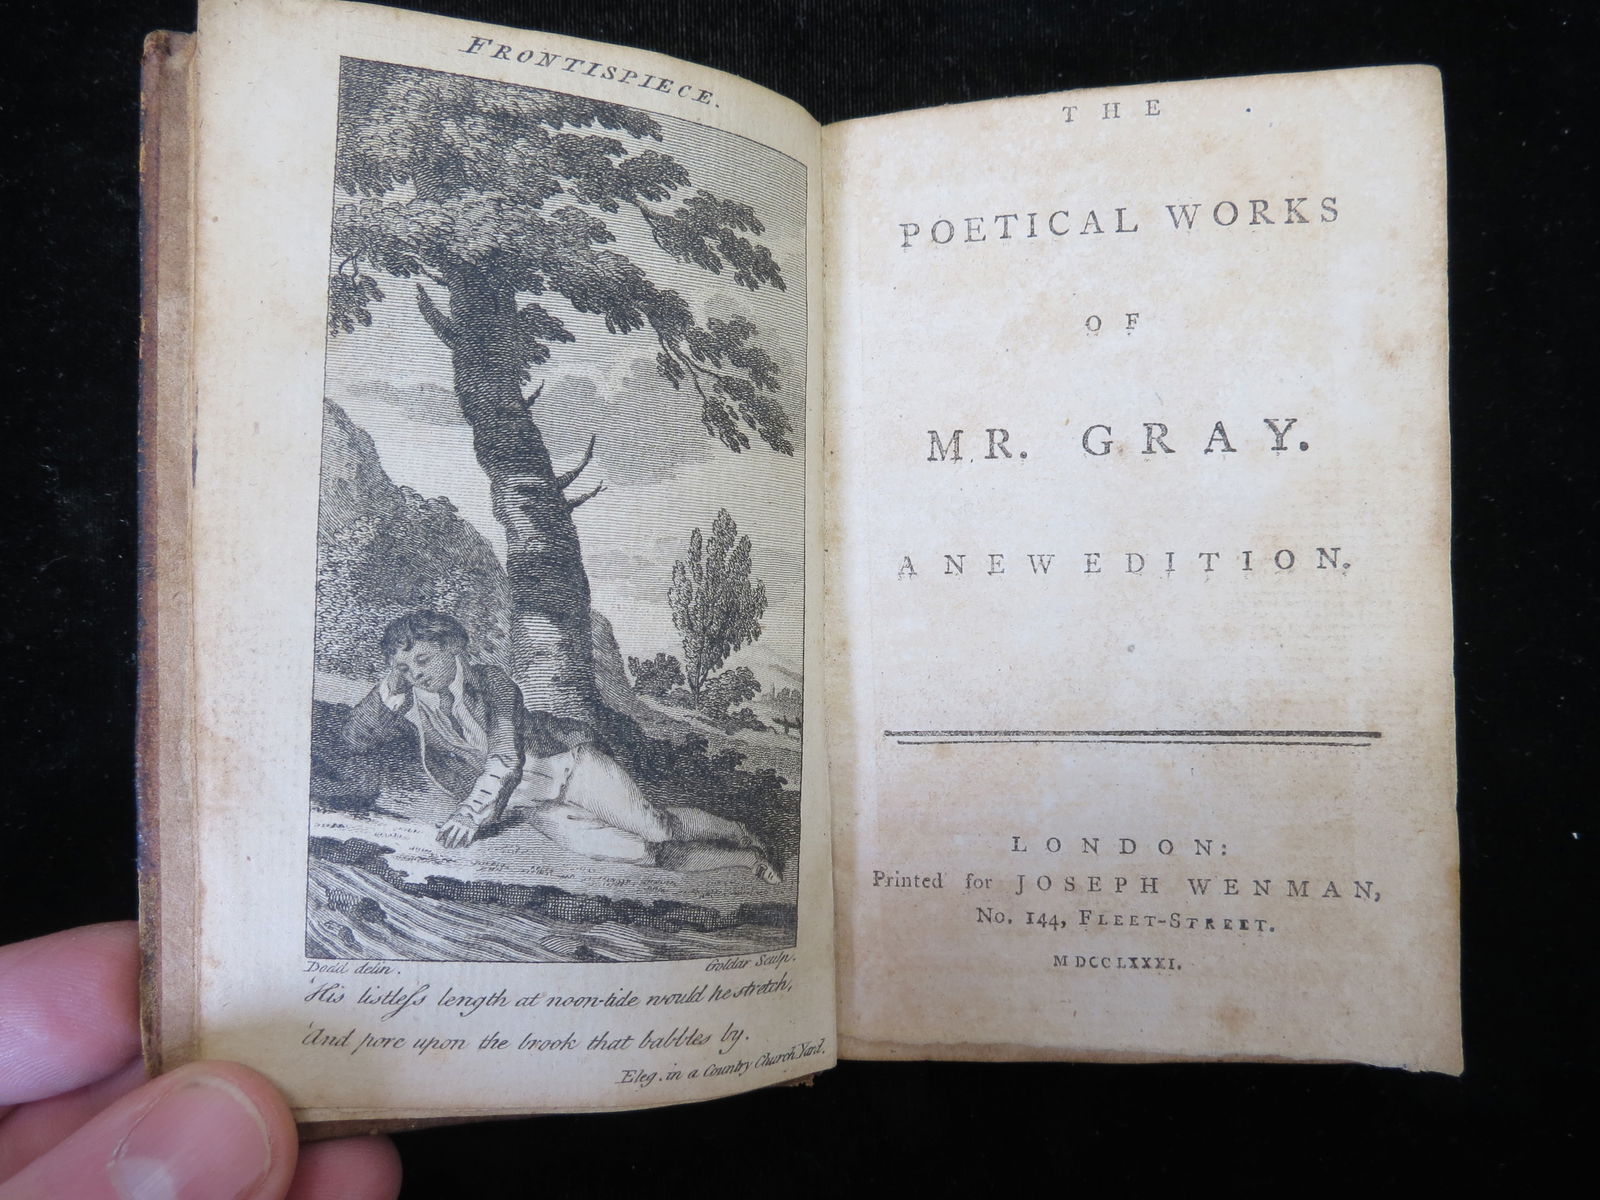 FRONTISPIECE.
Dodd delin.
Goldar Sculp.
'His listleſs length at noon-tide would he stretch,
'And pore upon the brook that babbles by.
Eleg. in a Country Church Yard.
THE
POETICAL WORKS
OF
MR. GRAY.
A NEW EDITION.
LONDON:
Printed for JOSEPH WENMAN,
No. 144, FLEET-STREET.
MDCCLXXXI.